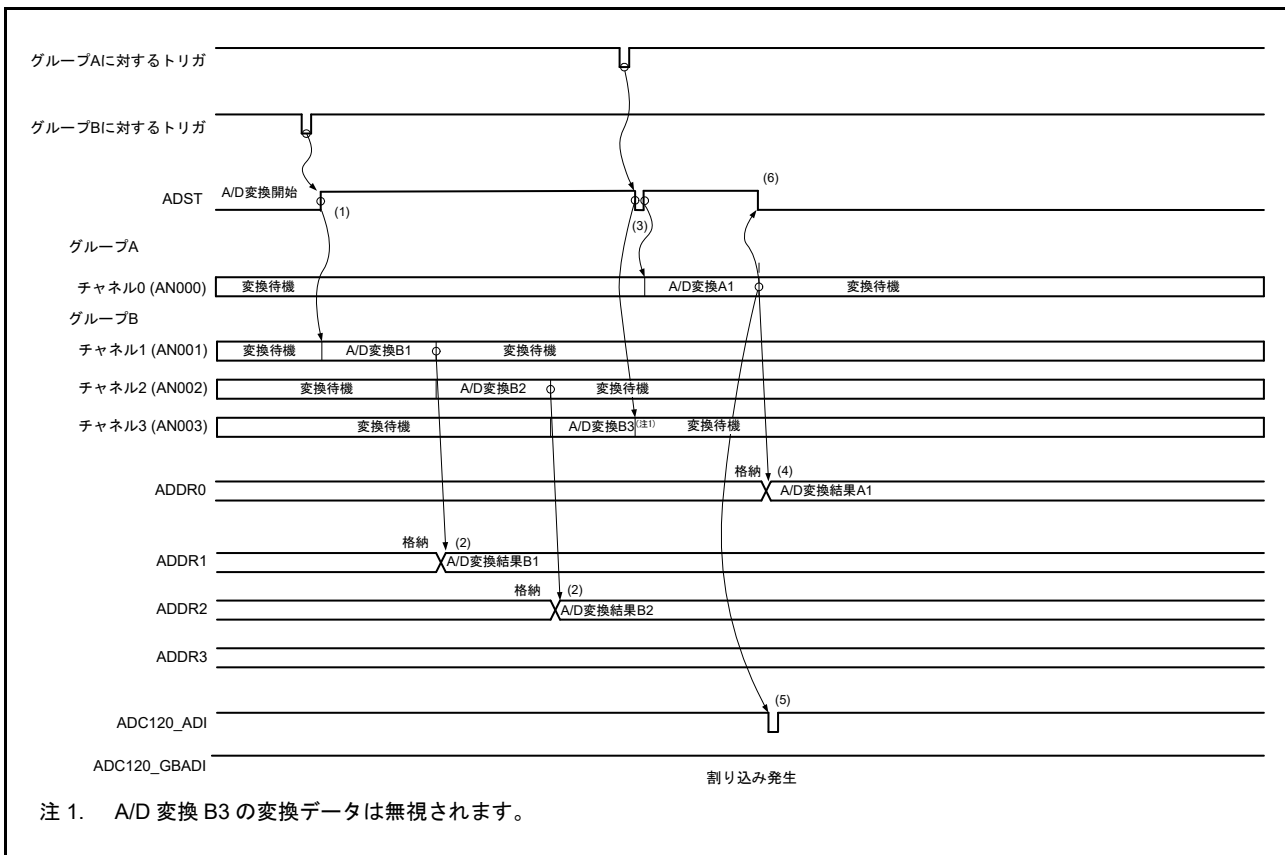 グループAに対するトリガ
グループBに対するトリガ
ADST
A/D変換開始
(1)
(3)
(6)
グループA
チャネル0 (AN000)
変換待機
A/D変換A1
変換待機
グループB
チャネル1 (AN001)
変換待機
A/D変換B1
変換待機
チャネル2 (AN002)
変換待機
A/D変換B2
変換待機
チャネル3 (AN003)
変換待機
A/D変換B3(注1)
変換待機
ADDR0
格納
(4)
A/D変換結果A1
ADDR1
格納
(2)
A/D変換結果B1
ADDR2
格納
(2)
A/D変換結果B2
ADDR3
ADC120_ADI
(5)
ADC120_GBADI
割り込み発生
注 1. A/D 変換 B3 の変換データは無視されます。